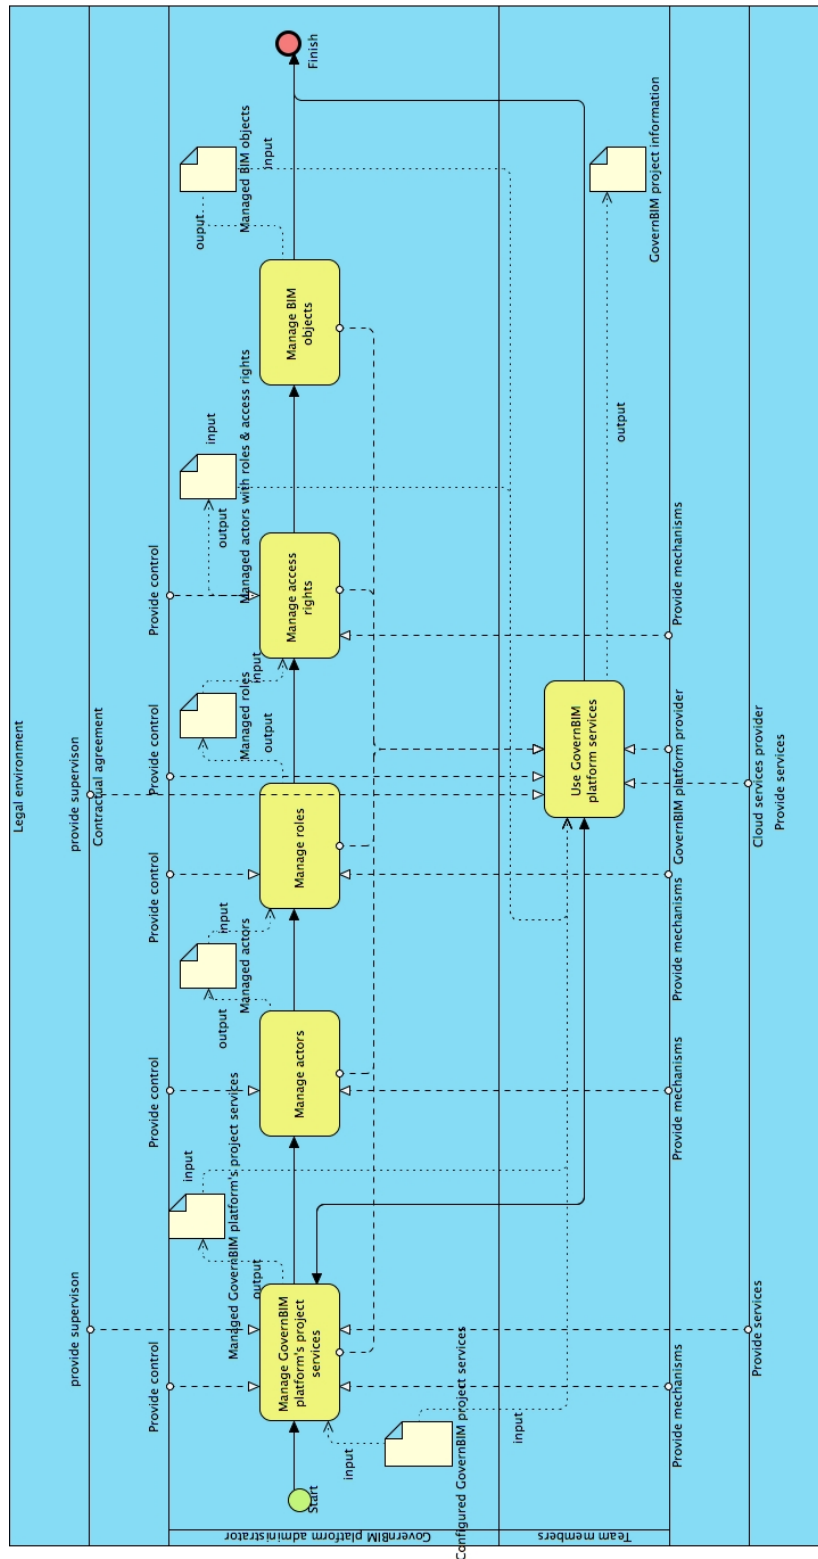 Legal environment
provide supervison
provide supervison
Contractual agreement
Provide control
Provide control
Provide control
Provide control
Provide control
GovernBIM platform administrator
Start
Configured GovernBIM project services
input
input
Manage GovernBIM
platform's project
services
output
Managed GovernBIM platform's project services
input
Manage actors
output
Managed actors
input
Manage roles
output
Managed roles
input
Manage access
rights
output
Managed actors with roles & access rights
input
Manage BIM
objects
ouput
Managed BIM objects
input
Finish
Team members
Use GovernBIM
platform services
output
GovernBIM project information
Provide mechanisms
Provide mechanisms
Provide mechanisms
GovernBIM platform provider
Provide mechanisms
Provide services
Cloud services provider
Provide services